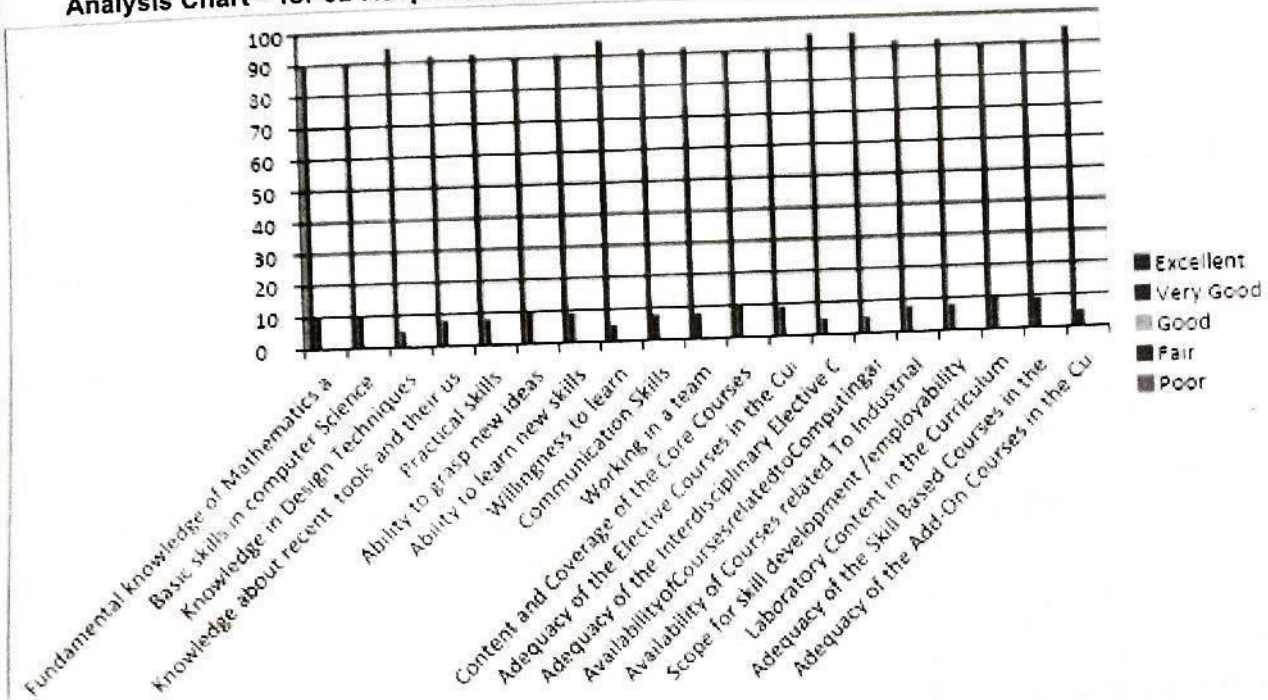 Analysis Chart
100
90
80
70
60
50
40
30
20
10
0
Excellent
Very Good
Good
Fair
Poor
Fundamental knowledge of Mathematics a
Basic skills in computer Science
Knowledge in Design Techniques
Knowledge about recent tools and their us
Practical skills
Ability to grasp new ideas
Ability to learn new skills
Willingness to learn
Communication Skills
Working in a team
Content and Coverage of the Core Courses
Adequacy of the Elective Courses in the Cui
Adequacy of the Interdisciplinary Elective C
AvailabilityofCoursesrelatedtoComputingai
Availability of Courses related To Industrial
Scope for Skill development /employability
Laboratory Content in the Curriculum
Adequacy of the Skill Based Courses in the
Adequacy of the Add-On Courses in the Cu